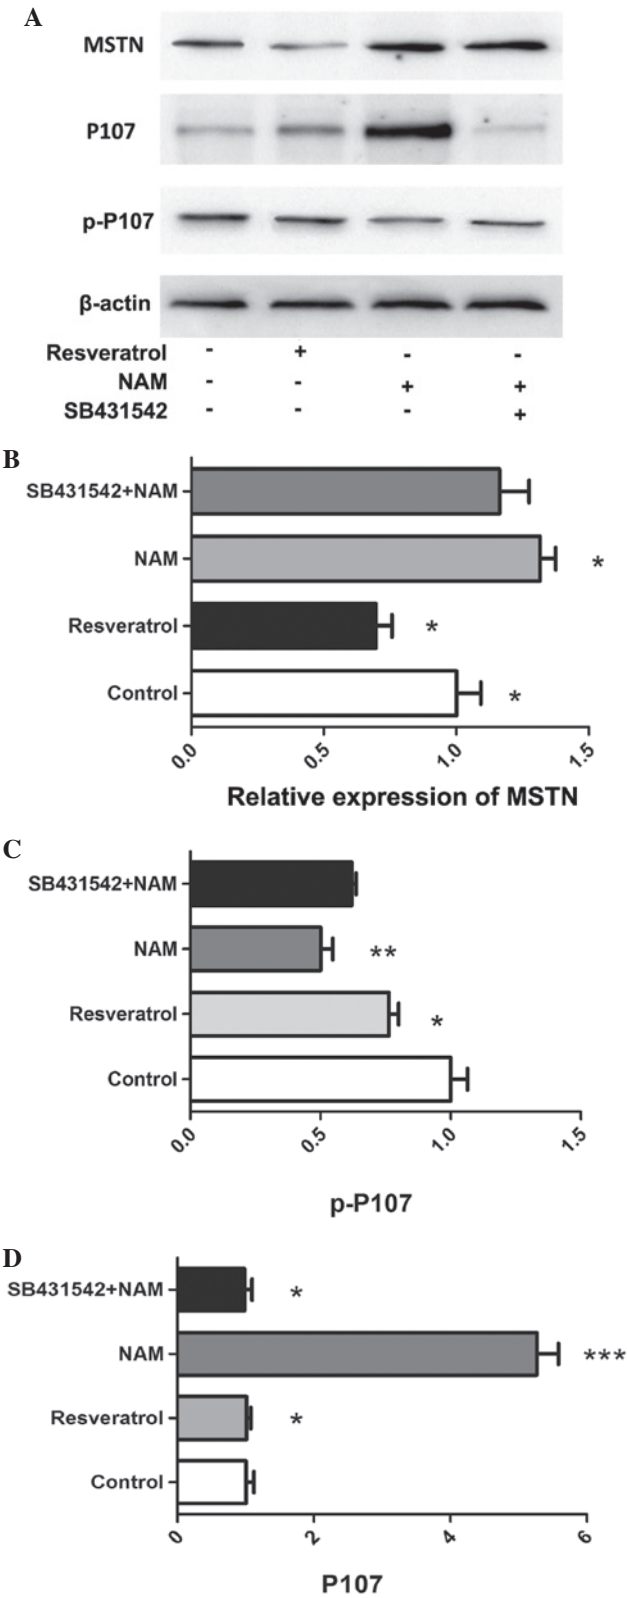 A
MSTN
P107
p-P107
β-actin
Resveratrol - + - -
NAM - - + +
SB431542 - - - +
B
SB431542+NAM
NAM *
Resveratrol *
Control *
0.0 0.5 1.0 1.5
Relative expression of MSTN
C
SB431542+NAM
NAM **
Resveratrol *
Control
0.0 0.5 1.0 1.5
p-P107
D
SB431542+NAM *
NAM ***
Resveratrol *
Control
0 2 4 6
P107